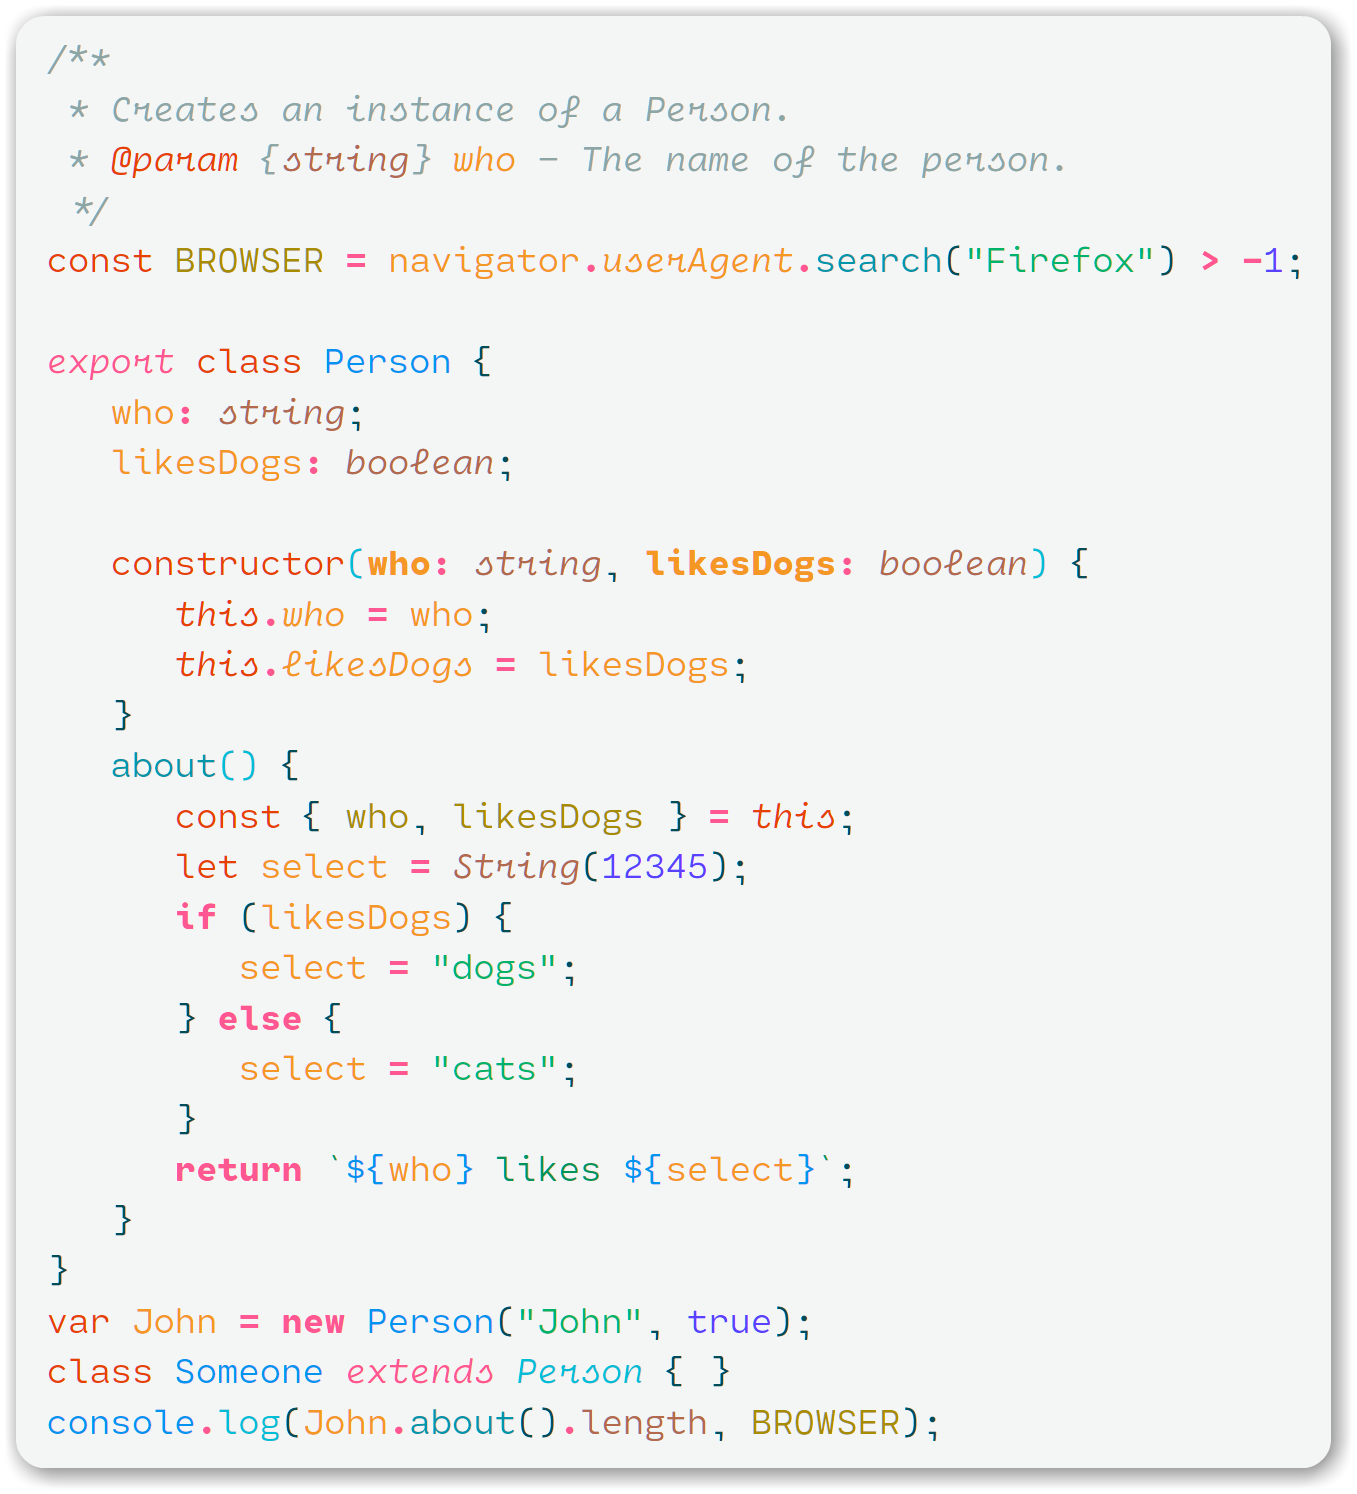 /**
 * Creates an instance of a Person.
 * @param {string} who - The name of the person.
 */
const BROWSER = navigator.userAgent.search("Firefox") > -1;

export class Person {
   who: string;
   likesDogs: boolean;

   constructor(who: string, likesDogs: boolean) {
      this.who = who;
      this.likesDogs = likesDogs;
   }
   about() {
      const { who, likesDogs } = this;
      let select = String(12345);
      if (likesDogs) {
         select = "dogs";
      } else {
         select = "cats";
      }
      return `${who} likes ${select}`;
   }
}
var John = new Person("John", true);
class Someone extends Person { }
console.log(John.about().length, BROWSER);